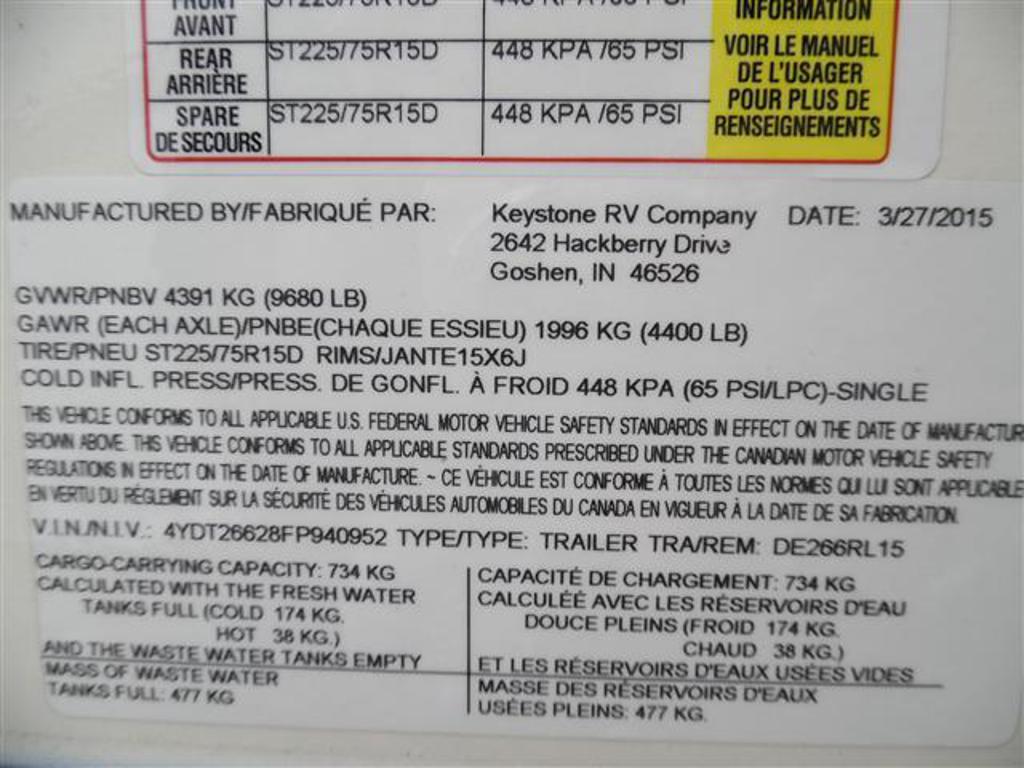 FRONT ST225/75R15D 448 KPA /65 PSI INFORMATION
AVANT
REAR ST225/75R15D 448 KPA /65 PSI VOIR LE MANUEL
ARRIÈRE DE L'USAGER
SPARE ST225/75R15D 448 KPA /65 PSI POUR PLUS DE
DE SECOURS RENSEIGNEMENTS
MANUFACTURED BY/FABRIQUÉ PAR: Keystone RV Company DATE: 3/27/2015
2642 Hackberry Drive
Goshen, IN 46526
GVWR/PNBV 4391 KG (9680 LB)
GAWR (EACH AXLE)/PNBE(CHAQUE ESSIEU) 1996 KG (4400 LB)
TIRE/PNEU ST225/75R15D RIMS/JANTE15X6J
COLD INFL. PRESS/PRESS. DE GONFL. À FROID 448 KPA (65 PSI/LPC)-SINGLE
THIS VEHICLE CONFORMS TO ALL APPLICABLE U.S. FEDERAL MOTOR VEHICLE SAFETY STANDARDS IN EFFECT ON THE DATE OF MANUFACTUR
SHOWN ABOVE. THIS VEHICLE CONFORMS TO ALL APPLICABLE STANDARDS PRESCRIBED UNDER THE CANADIAN MOTOR VEHICLE SAFETY
REGULATIONS IN EFFECT ON THE DATE OF MANUFACTURE. ~ CE VÉHICULE EST CONFORME À TOUTES LES NORMES QUI LUI SONT APPLICABLE
EN VERTU DU RÉGLEMENT SUR LA SÉCURITÉ DES VÉHICULES AUTOMOBILES DU CANADA EN VIGUEUR À LA DATE DE SA FABRICATION.
V.I.N./N.I.V.: 4YDT26628FP940952 TYPE/TYPE: TRAILER TRA/REM: DE266RL15
CARGO-CARRYING CAPACITY: 734 KG
CALCULATED WITH THE FRESH WATER
TANKS FULL (COLD 174 KG.
HOT 38 KG.)
AND THE WASTE WATER TANKS EMPTY
MASS OF WASTE WATER
TANKS FULL: 477 KG
CAPACITÉ DE CHARGEMENT: 734 KG
CALCULÉE AVEC LES RÉSERVOIRS D'EAU
DOUCE PLEINS (FROID 174 KG.
CHAUD 38 KG.)
ET LES RÉSERVOIRS D'EAUX USÉES VIDES
MASSE DES RÉSERVOIRS D'EAUX
USÉES PLEINS: 477 KG.